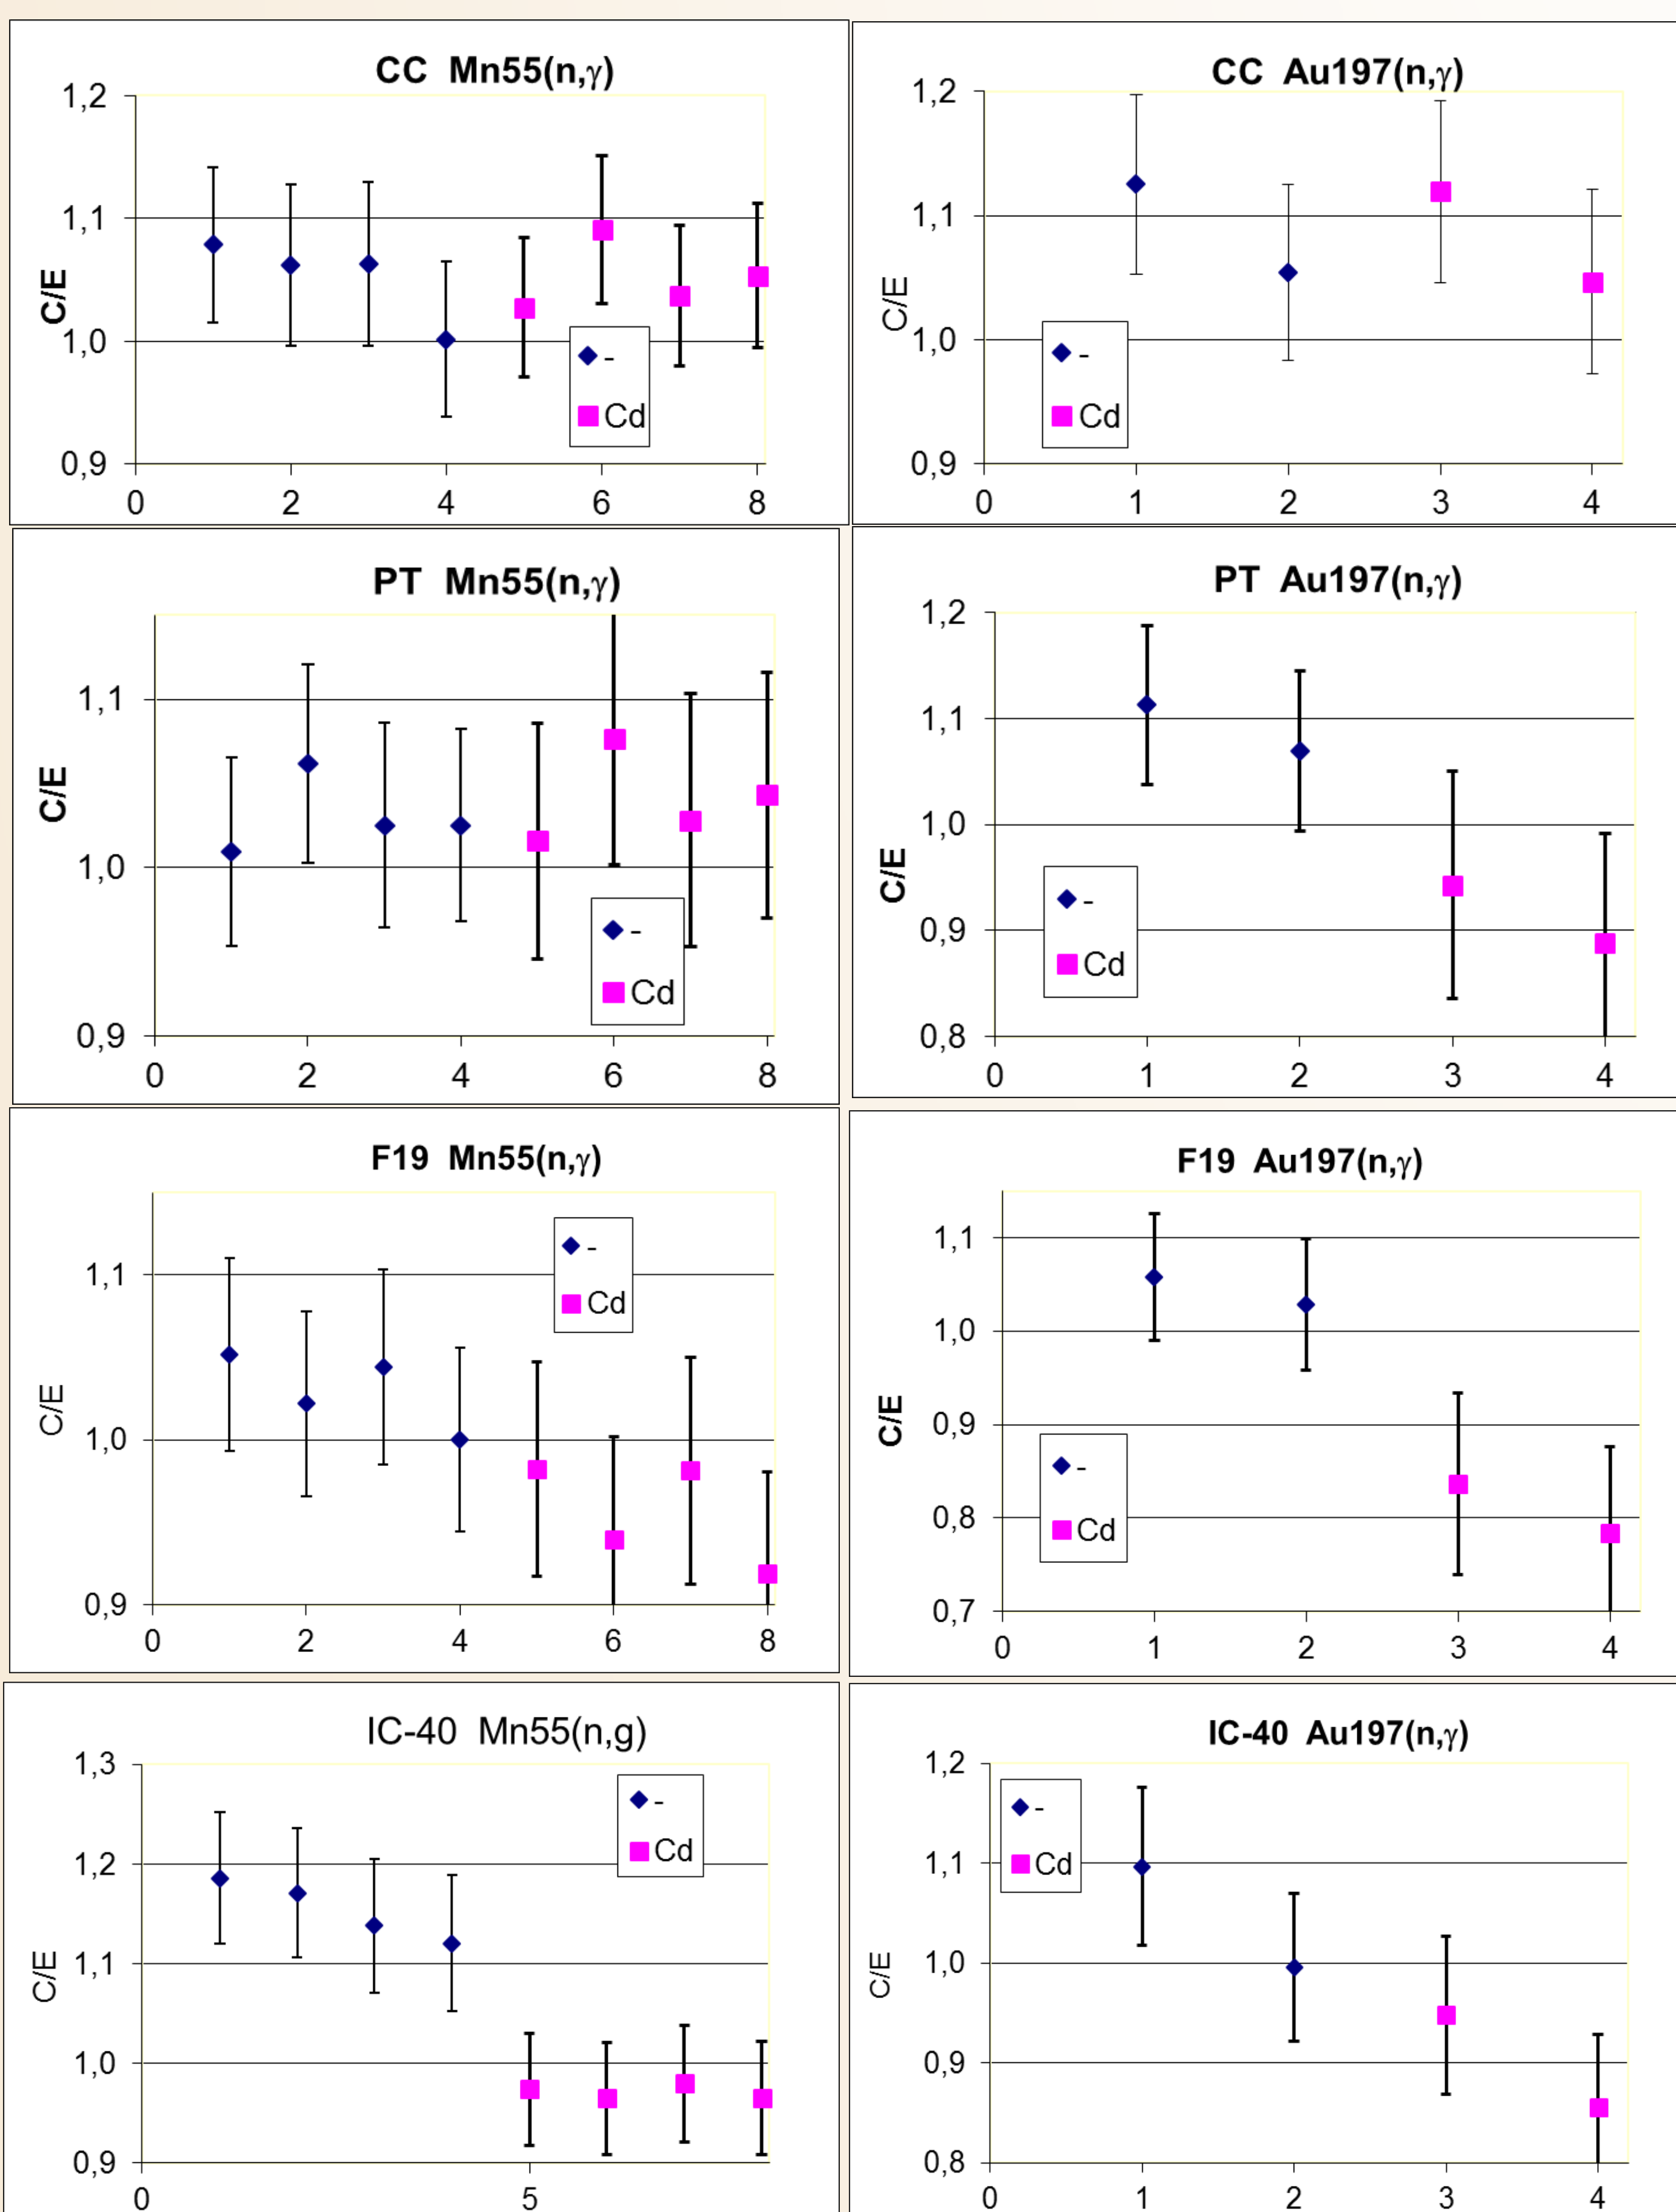 CC Mn55(n,γ)
1,2
1,1
1,0
0,9
C/E
-
Cd
0 2 4 6 8
CC Au197(n,γ)
1,2
1,1
1,0
0,9
C/E
-
Cd
0 1 2 3 4
PT Mn55(n,γ)
1,1
1,0
0,9
C/E
-
Cd
0 2 4 6 8
PT Au197(n,γ)
1,2
1,1
1,0
0,9
0,8
C/E
-
Cd
0 1 2 3 4
F19 Mn55(n,γ)
1,1
1,0
0,9
C/E
-
Cd
0 2 4 6 8
F19 Au197(n,γ)
1,1
1,0
0,9
0,8
0,7
C/E
-
Cd
0 1 2 3 4
IC-40 Mn55(n,g)
1,3
1,2
1,1
1,0
0,9
C/E
-
Cd
0 5
IC-40 Au197(n,γ)
1,2
1,1
1,0
0,9
0,8
C/E
-
Cd
0 1 2 3 4